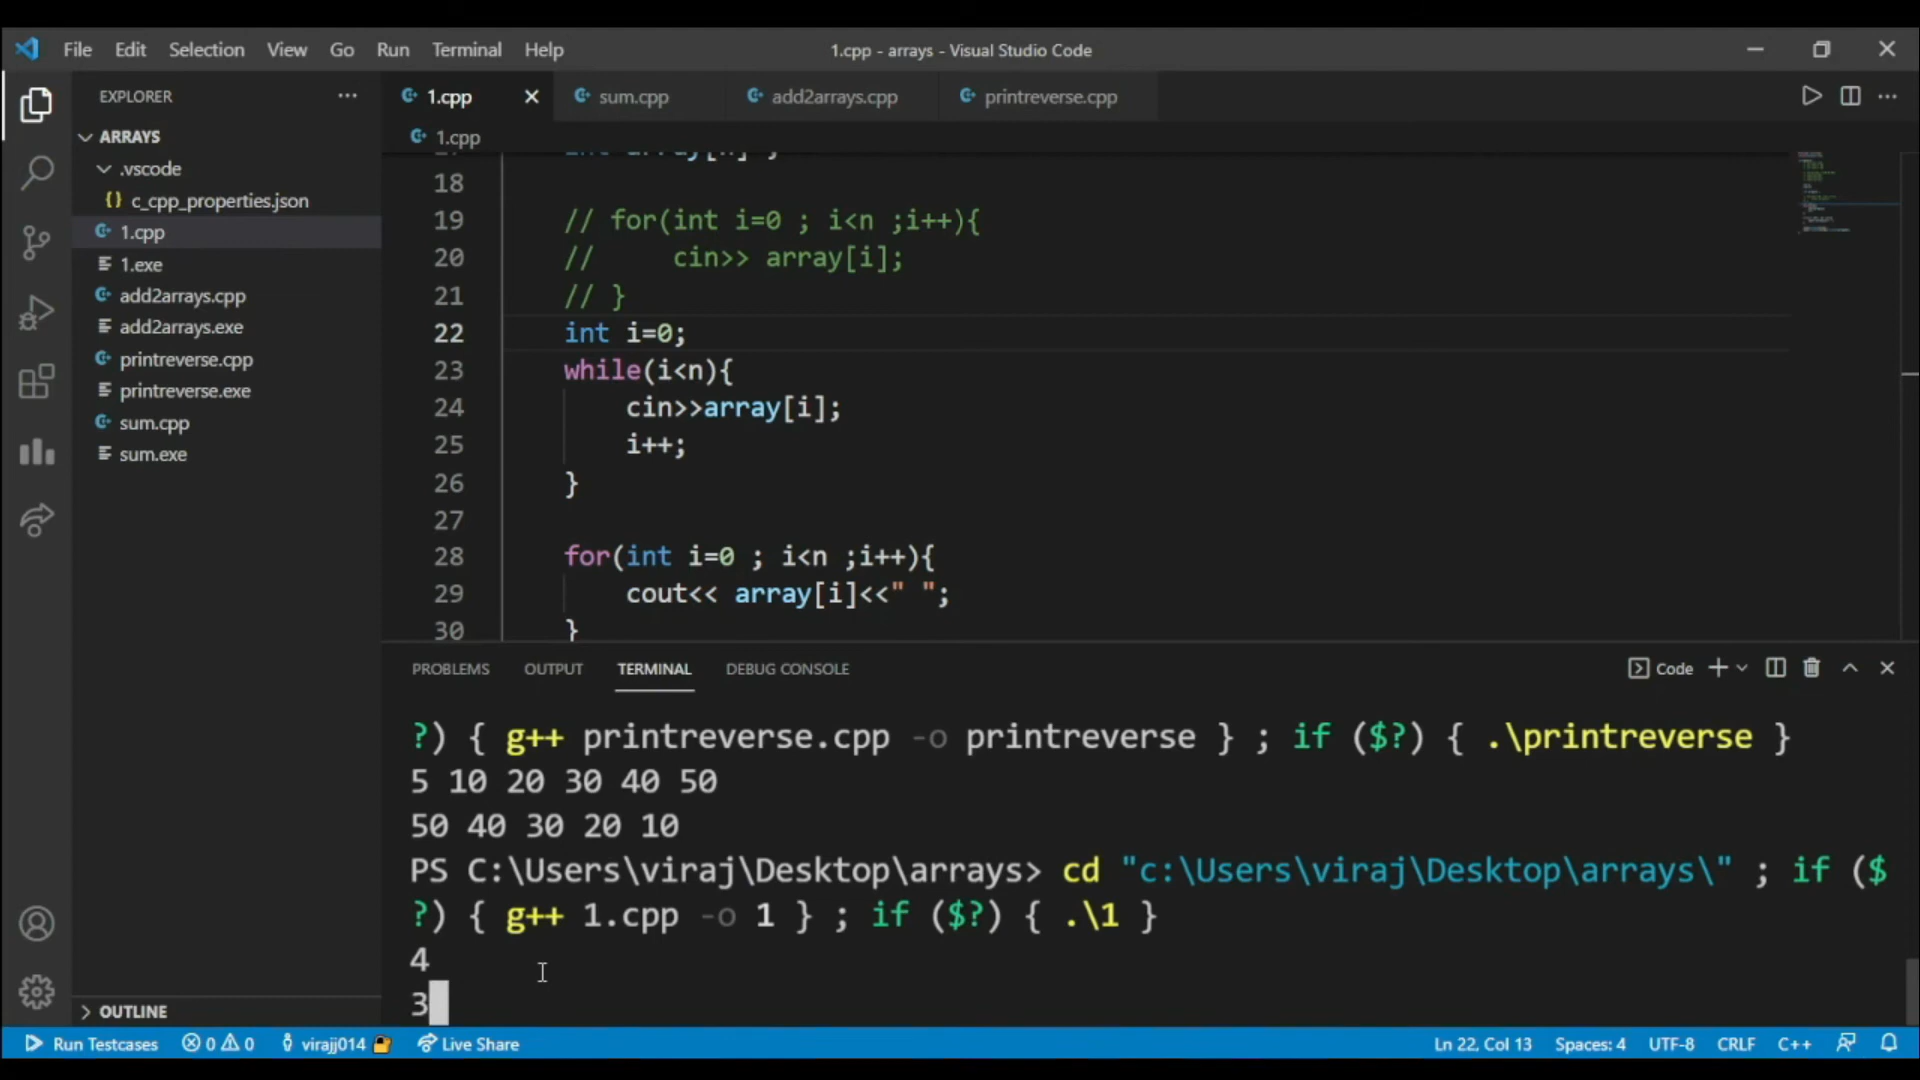 File Edit Selection View Go Run Terminal Help
1.cpp - arrays - Visual Studio Code
EXPLORER
ARRAYS
.vscode
{} c_cpp_properties.json
1.cpp
1.exe
add2arrays.cpp
add2arrays.exe
printreverse.cpp
printreverse.exe
sum.cpp
sum.exe
OUTLINE
1.cpp sum.cpp add2arrays.cpp printreverse.cpp
1.cpp
18
19 // for(int i=0 ; i<n ;i++){
20 //     cin>> array[i];
21 // }
22 int i=0;
23 while(i<n){
24     cin>>array[i];
25     i++;
26 }
27
28 for(int i=0 ; i<n ;i++){
29     cout<< array[i]<<" ";
30 }
PROBLEMS OUTPUT TERMINAL DEBUG CONSOLE
Code
?) { g++ printreverse.cpp -o printreverse } ; if ($?) { .\printreverse }
5 10 20 30 40 50
50 40 30 20 10
PS C:\Users\viraj\Desktop\arrays> cd "c:\Users\viraj\Desktop\arrays\" ; if ($
?) { g++ 1.cpp -o 1 } ; if ($?) { .\1 }
4
3
Run Testcases 0 0 virajj014 Live Share Ln 22, Col 13 Spaces: 4 UTF-8 CRLF C++